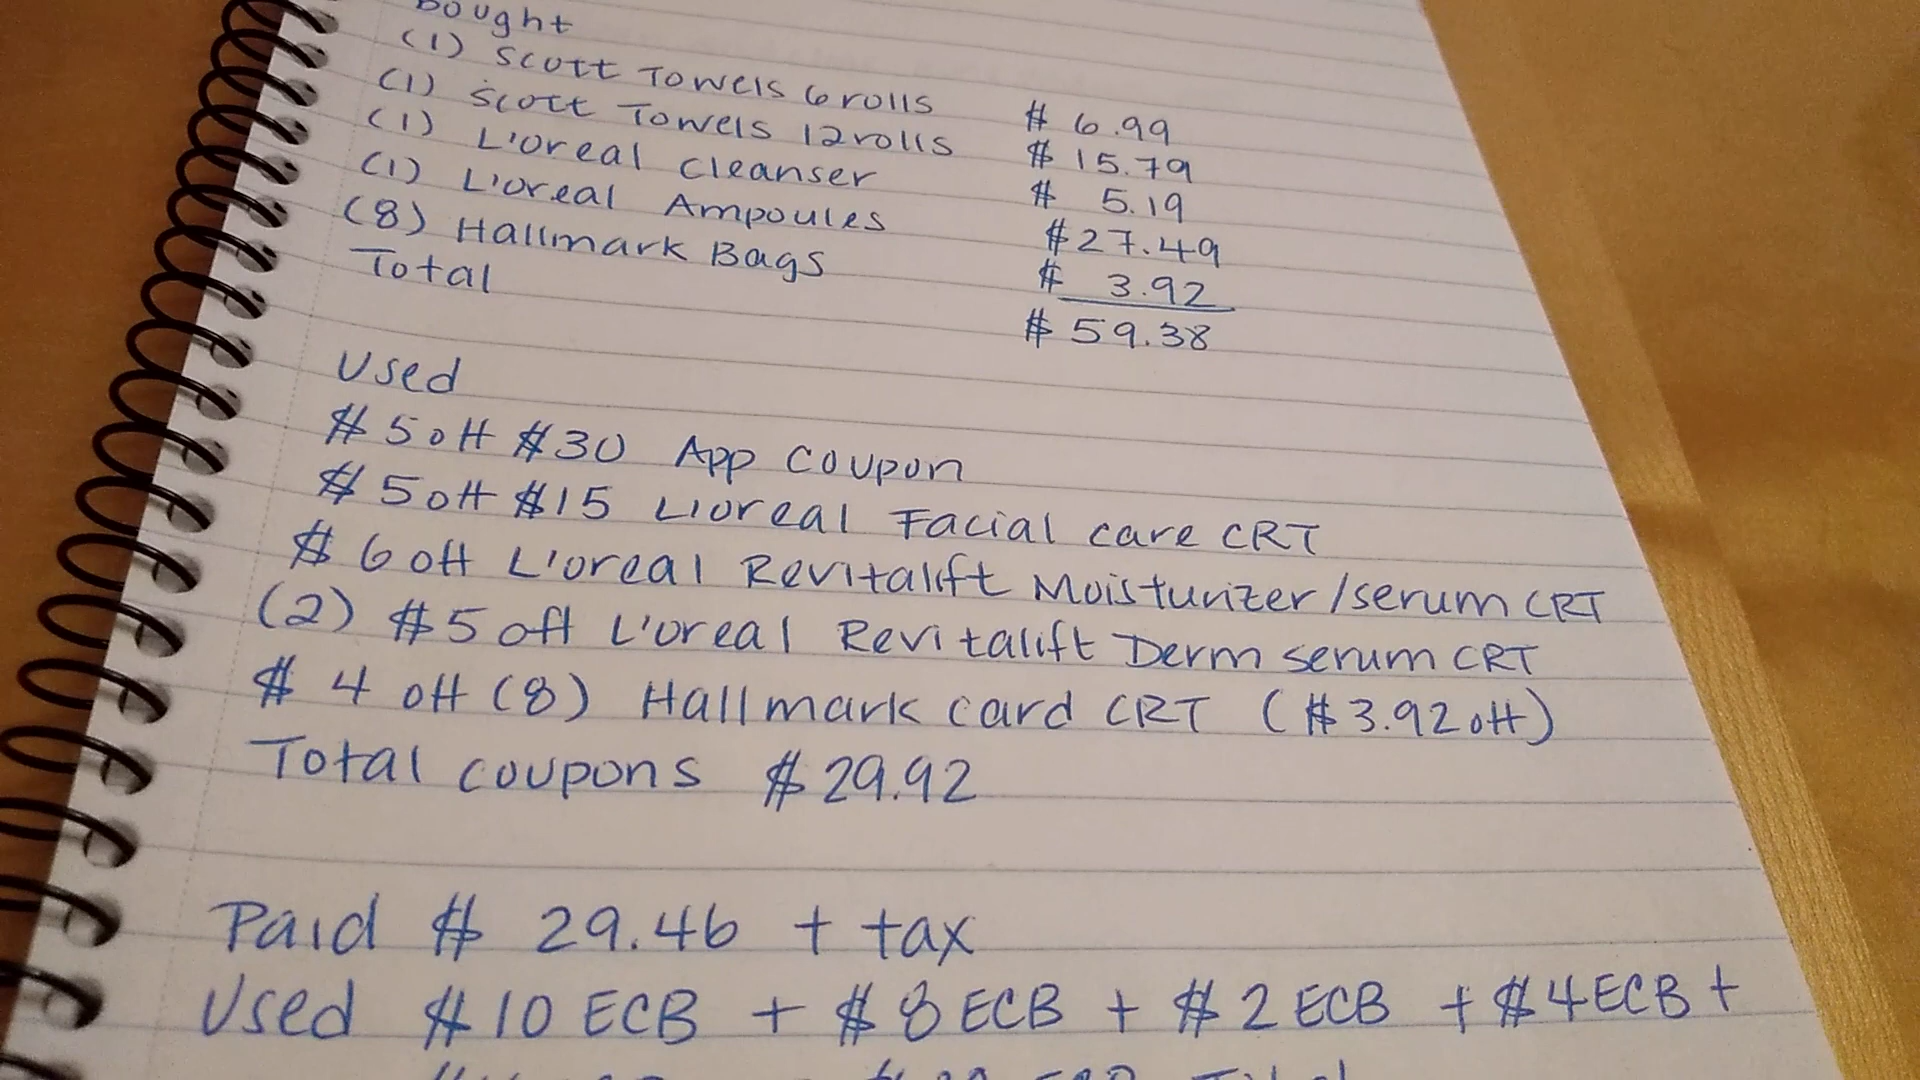 Bought
(1) Scott Towels 6 rolls $ 6.99
(1) Scott Towels 12 rolls $ 15.79
(1) L'oreal cleanser $ 5.19
(1) L'oreal Ampoules $ 27.49
(8) Hallmark Bags $ 3.92
Total $ 59.38
Used
$ 5 off $30 App coupon
$ 5 off $15 L'oreal Facial care CRT
$ 6 off L'oreal Revitalift Moisturizer/serum CRT
(2) $5 off L'oreal Revitalift Derm serum CRT
$ 4 off (8) Hallmark card CRT ($3.92 off)
Total coupons $ 29.92
Paid $ 29.46 + tax
Used $10 ECB + $ 8 ECB + $ 2 ECB + $ 4 ECB +